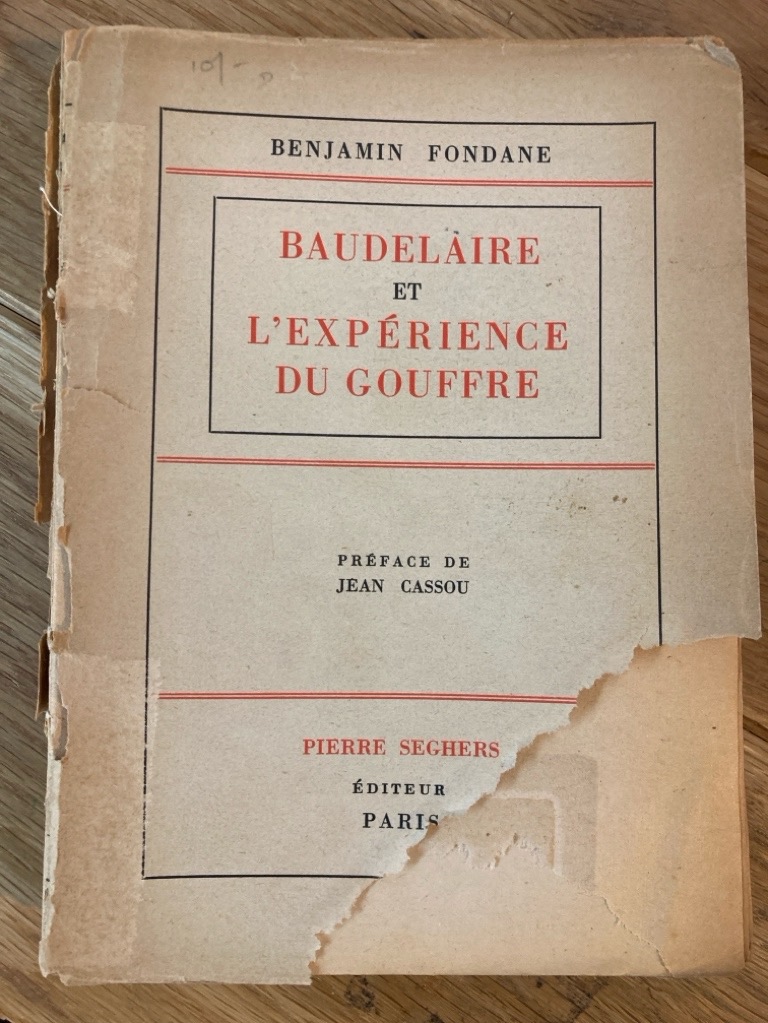 BENJAMIN FONDANE
BAUDELAIRE
ET
L'EXPÉRIENCE
DU GOUFFRE
PRÉFACE DE
JEAN CASSOU
PIERRE SEGHERS
ÉDITEUR
PARIS